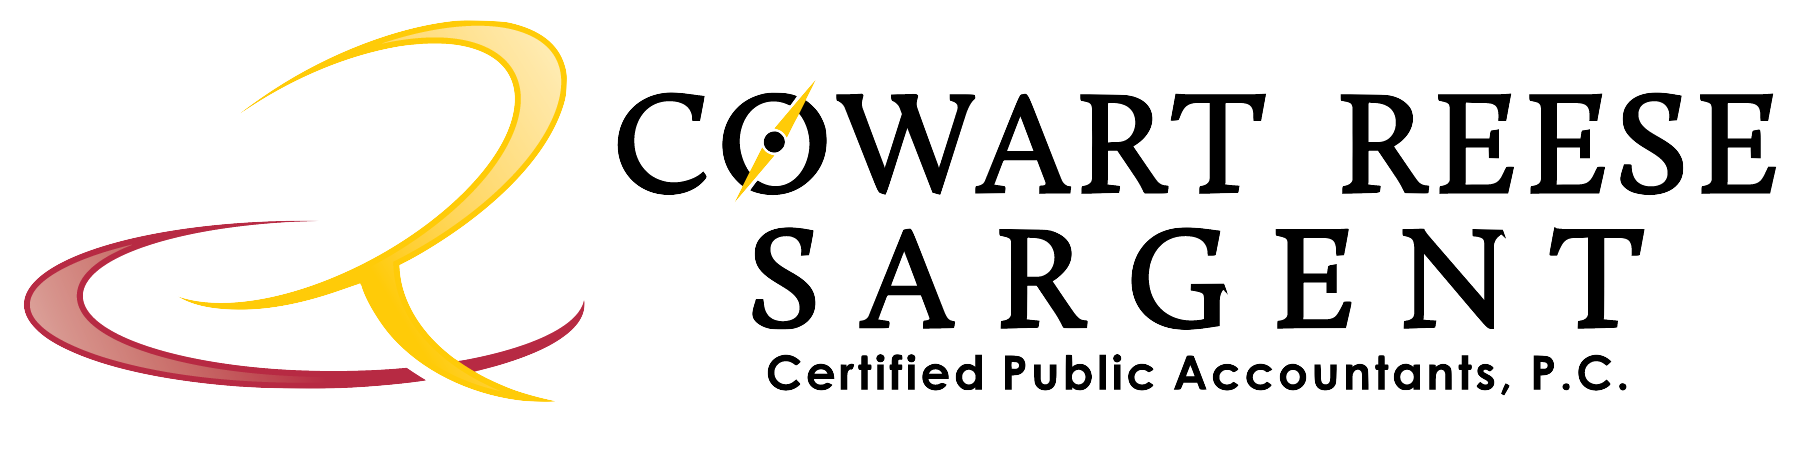 COWART REESE
SARGENT
Certified Public Accountants, P.C.